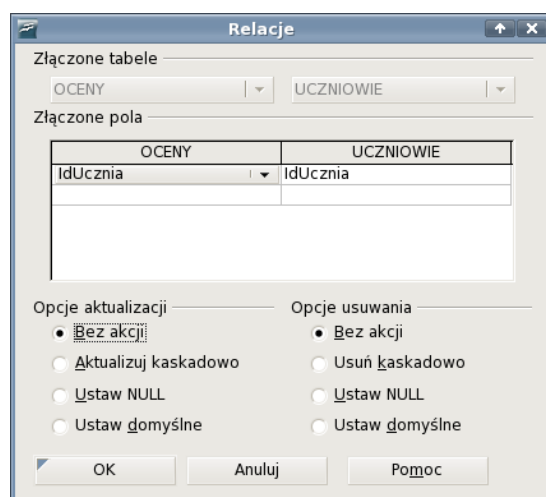 Relacje
Złączone tabele
OCENY UCZNIOWIE
Złączone pola
OCENY UCZNIOWIE
IdUcznia IdUcznia
Opcje aktualizacji Opcje usuwania
Bez akcji Bez akcji
Aktualizuj kaskadowo Usuń kaskadowo
Ustaw NULL Ustaw NULL
Ustaw domyślne Ustaw domyślne
OK Anuluj Pomoc